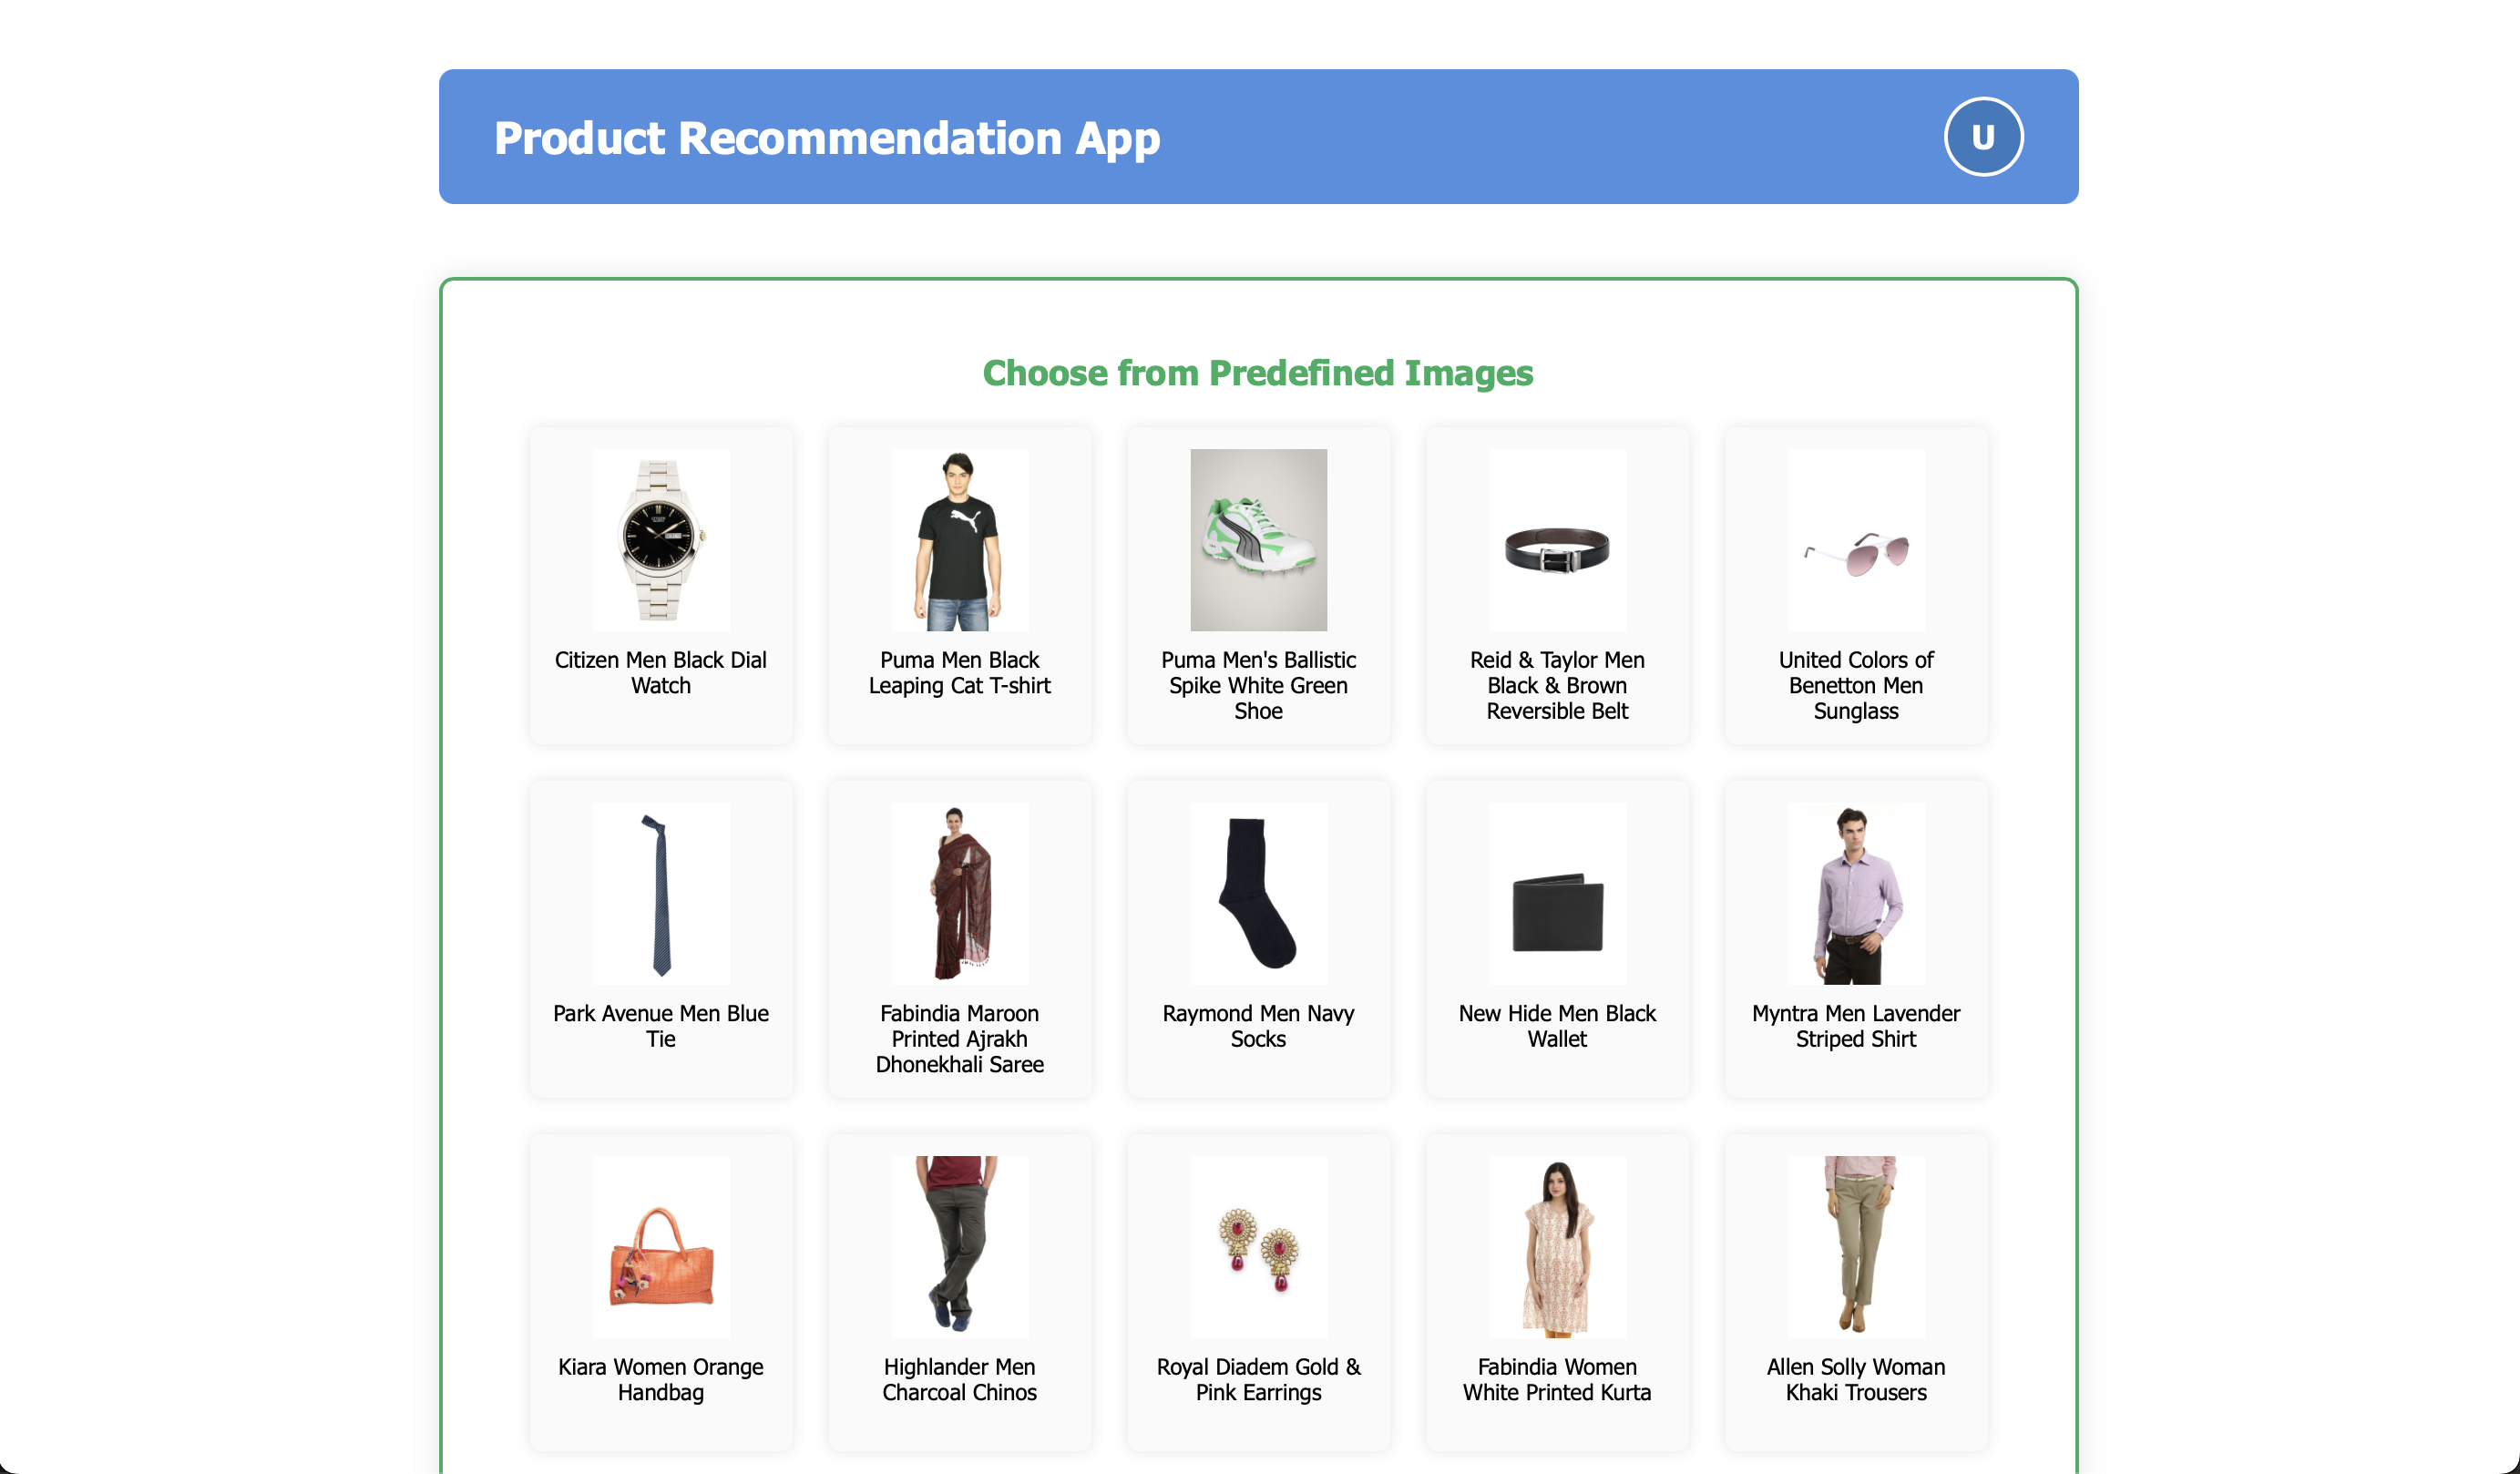 Product Recommendation App
U
Choose from Predefined Images
Citizen Men Black Dial
Watch
Puma Men Black
Leaping Cat T-shirt
Puma Men's Ballistic
Spike White Green
Shoe
Reid & Taylor Men
Black & Brown
Reversible Belt
United Colors of
Benetton Men
Sunglass
Park Avenue Men Blue
Tie
Fabindia Maroon
Printed Ajrakh
Dhonekhali Saree
Raymond Men Navy
Socks
New Hide Men Black
Wallet
Myntra Men Lavender
Striped Shirt
Kiara Women Orange
Handbag
Highlander Men
Charcoal Chinos
Royal Diadem Gold &
Pink Earrings
Fabindia Women
White Printed Kurta
Allen Solly Woman
Khaki Trousers